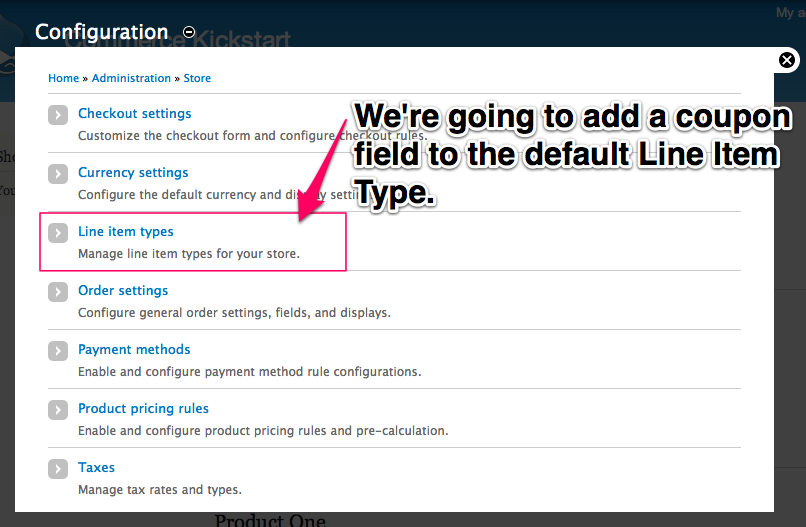 My a
Configuration
Commerce Kickstart
Home » Administration » Store
Checkout settings
Customize the checkout form and configure checkout rules.
We're going to add a coupon
field to the default Line Item
Type.
Currency settings
Configure the default currency and display setti
Line item types
Manage line item types for your store.
Order settings
Configure general order settings, fields, and displays.
Payment methods
Enable and configure payment method rule configurations.
Product pricing rules
Enable and configure product pricing rules and pre-calculation.
Taxes
Manage tax rates and types.
Sho
You
Product One